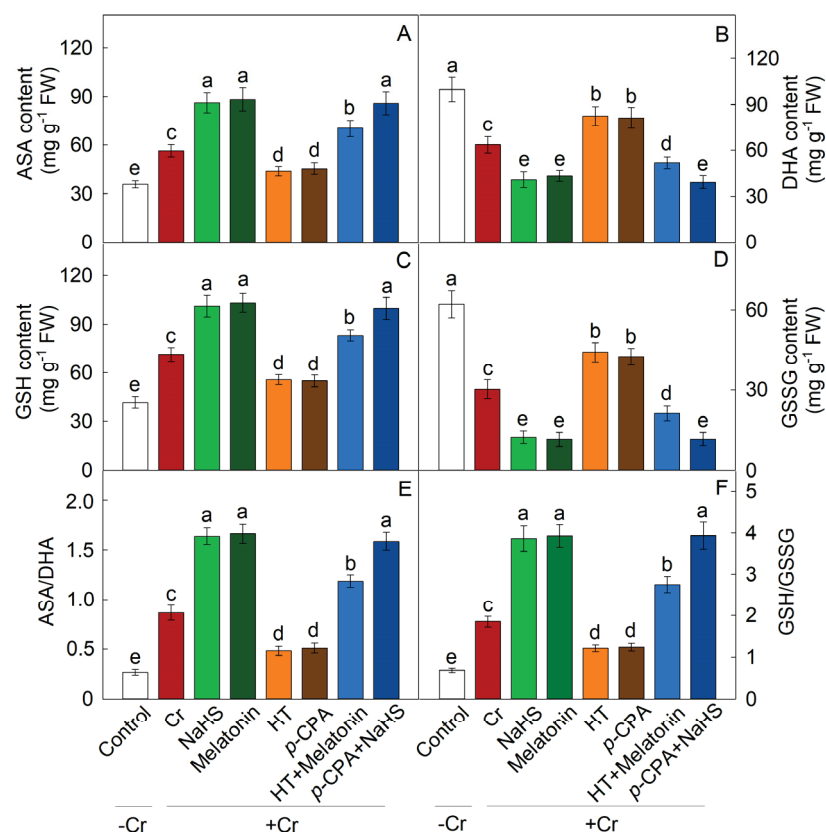 A
120
90
60
30
0
ASA content
(mg g⁻¹ FW)
e
c
a
a
d
d
b
a
B
120
90
60
30
0
DHA content
(mg g⁻¹ FW)
a
c
e
e
b
b
d
e
C
120
90
60
30
0
GSH content
(mg g⁻¹ FW)
e
c
a
a
d
d
b
a
D
60
30
0
GSSG content
(mg g⁻¹ FW)
a
c
e
e
b
b
d
e
E
2.0
1.5
1.0
0.5
0
ASA/DHA
e
c
a
a
d
d
b
a
F
5
4
3
2
1
0
GSH/GSSG
e
c
a
a
d
d
b
a
Control
Cr
NaHS
Melatonin
HT
p-CPA
HT+Melatonin
p-CPA+NaHS
Control
Cr
NaHS
Melatonin
HT
p-CPA
HT+Melatonin
p-CPA+NaHS
-Cr
+Cr
-Cr
+Cr